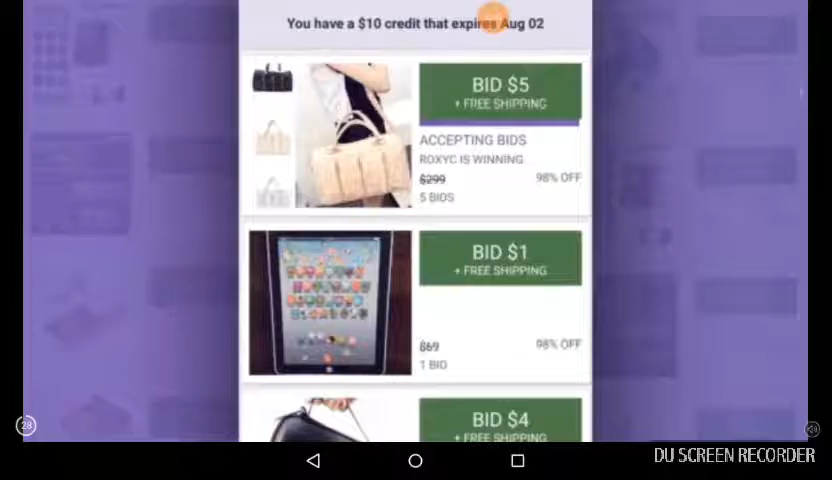 You have a $10 credit that expires Aug 02
BID $5
+ FREE SHIPPING
ACCEPTING BIDS
ROXYC IS WINNING
$299
98% OFF
5 BIDS
BID $1
+ FREE SHIPPING
$69
98% OFF
1 BID
BID $4
+ FREE SHIPPING
28
DU SCREEN RECORDER